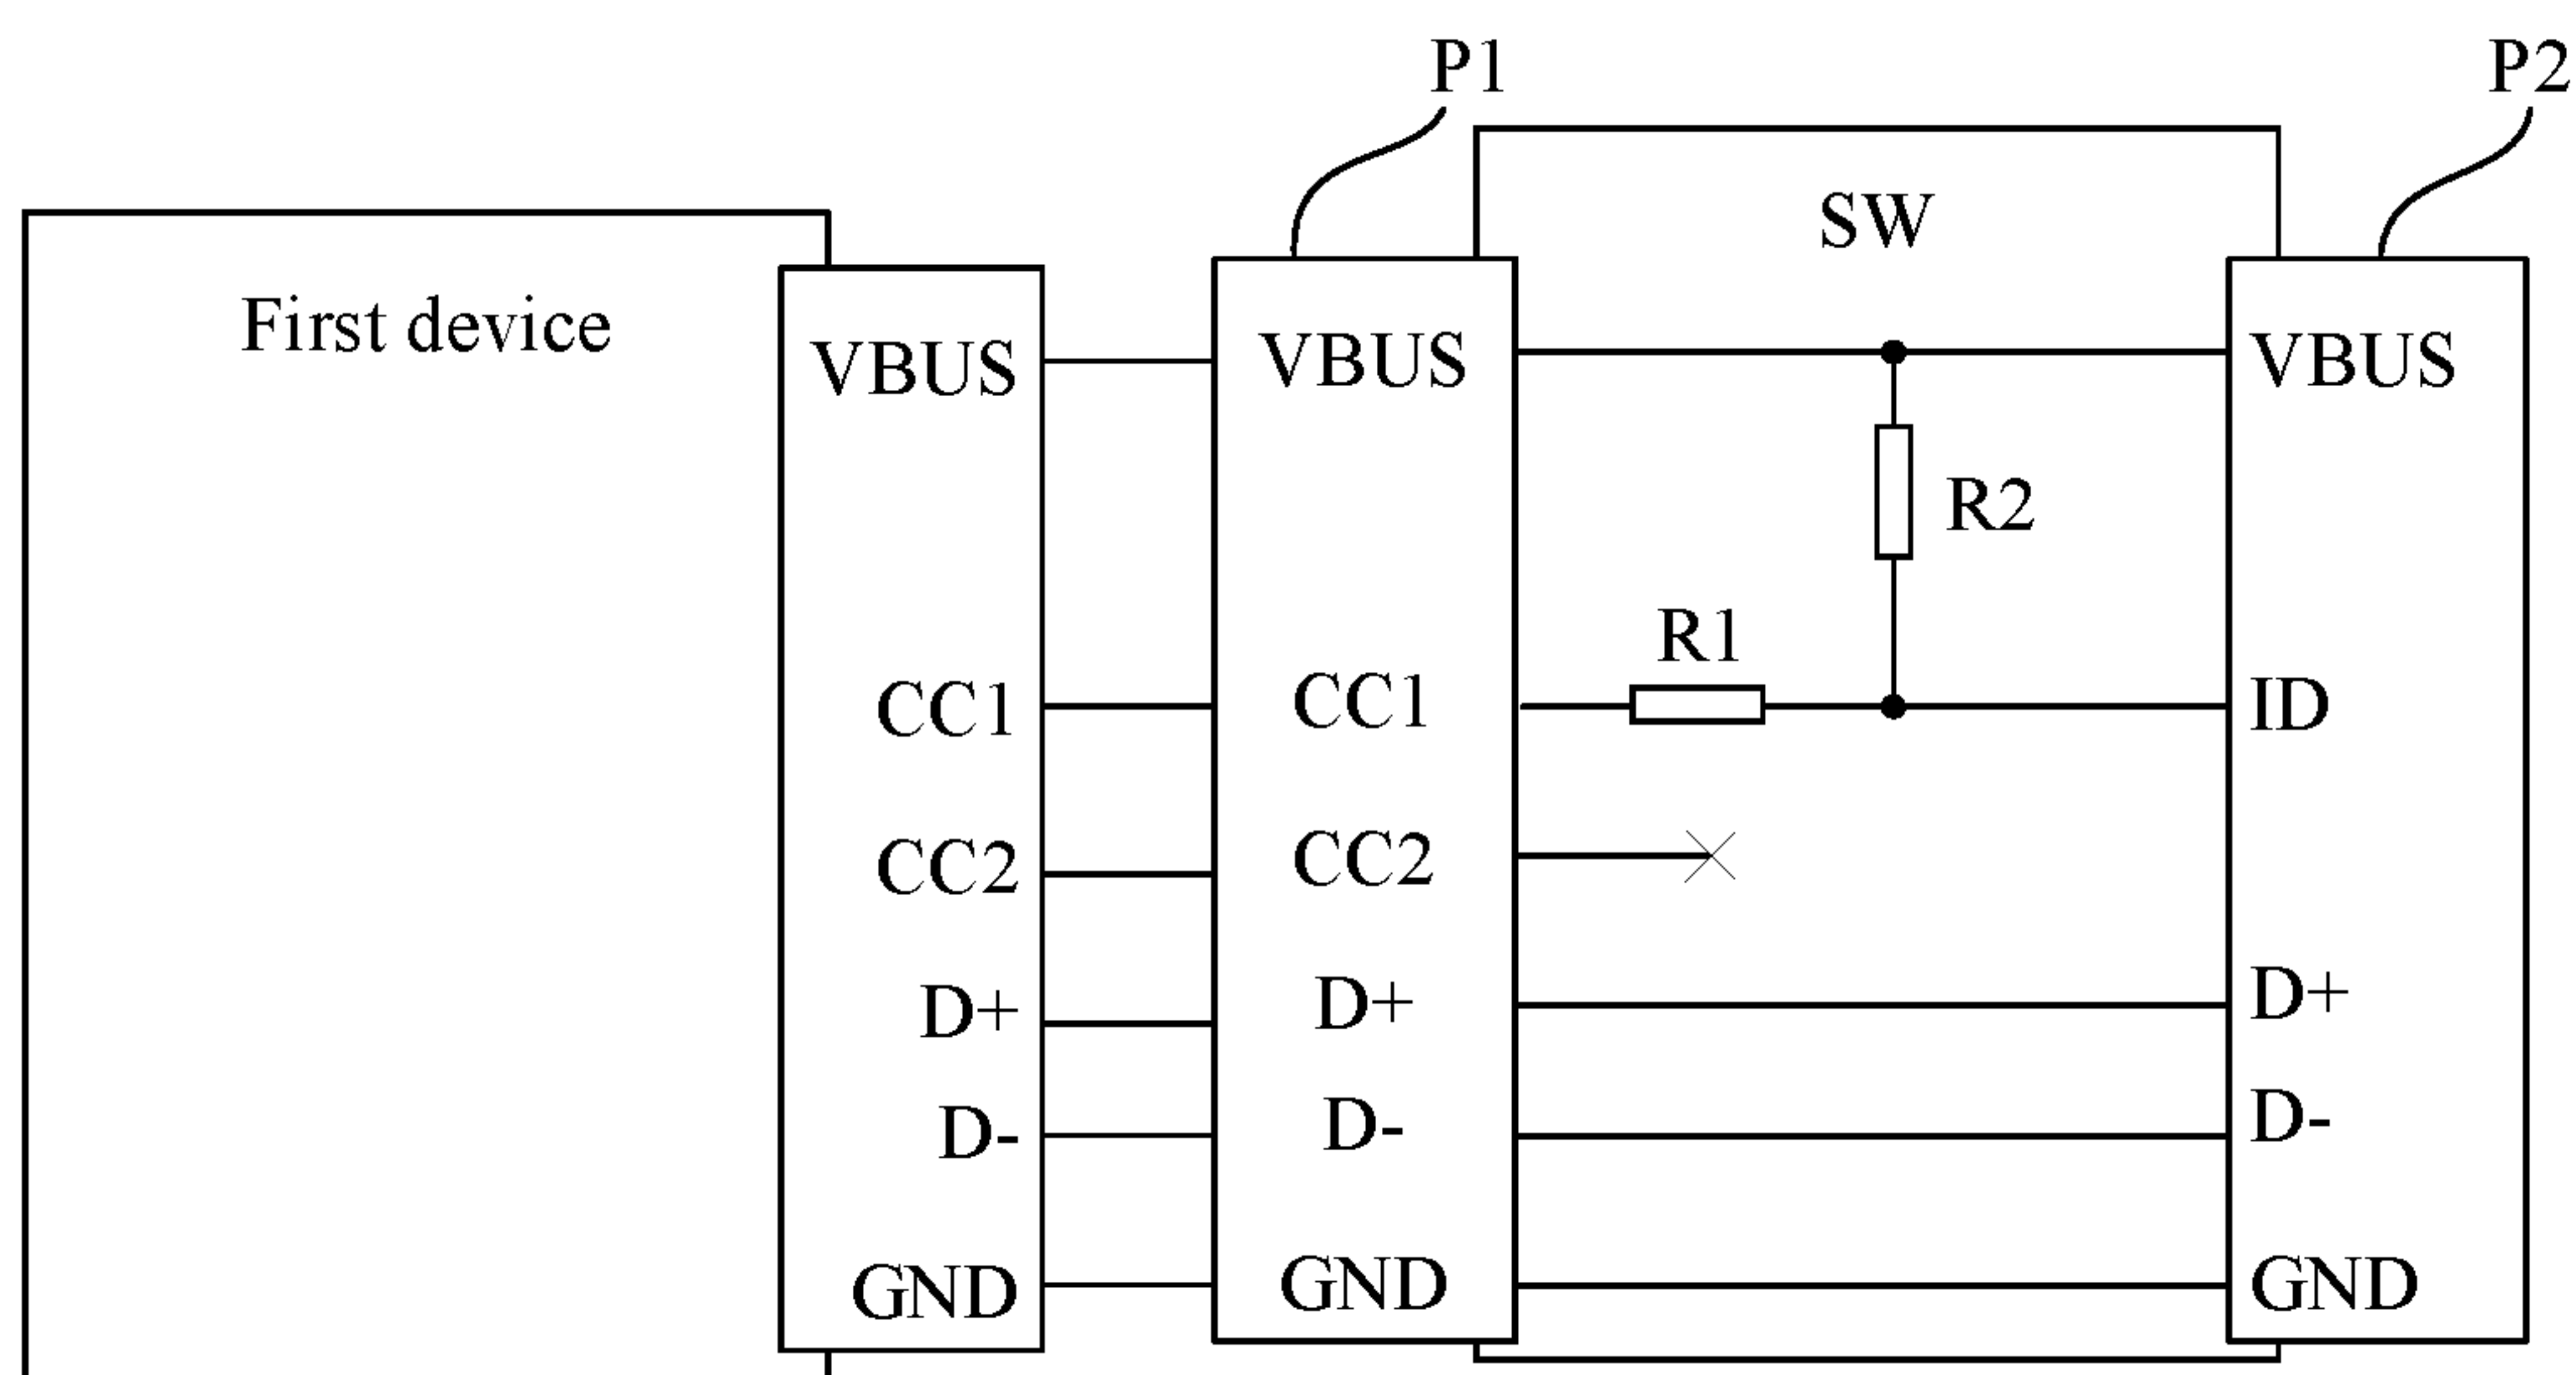 P1
P2
SW
First device
VBUS
VBUS
VBUS
R2
R1
CC1
CC1
ID
CC2
CC2
D+
D+
D+
D-
D-
D-
GND
GND
GND